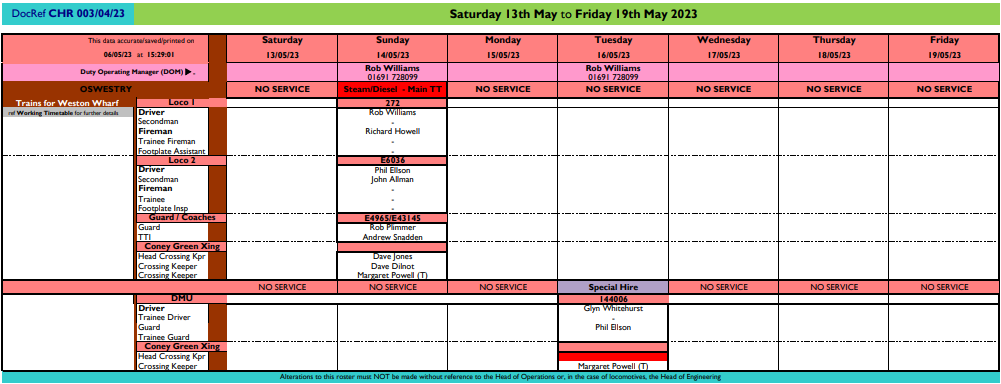 DocRef CHR 003/04/23 Saturday 13th May to Friday 19th May 2023
This data accurate/saved/printed on Saturday Sunday Monday Tuesday Wednesday Thursday Friday
06/05/23 at 15:29:01 13/05/23 14/05/23 15/05/23 16/05/23 17/05/23 18/05/23 19/05/23
Duty Operating Manager (DOM) ▶ . Rob Williams Rob Williams
01691 728099 01691 728099
OSWESTRY NO SERVICE Steam/Diesel - Main TT NO SERVICE NO SERVICE NO SERVICE NO SERVICE NO SERVICE
Trains for Weston Wharf Loco 1 272
ref Working Timetable for further details Driver Rob Williams
Secondman -
Fireman Richard Howell
Trainee Fireman -
Footplate Assistant -
Loco 2 E6036
Driver Phil Ellson
Secondman John Allman
Fireman -
Trainee -
Footplate Insp -
Guard / Coaches E4965/E43145
Guard Rob Plimmer
TTI Andrew Snadden
Coney Green Xing
Head Crossing Kpr Dave Jones
Crossing Keeper Dave Dilnot
Crossing Keeper Margaret Powell (T)
NO SERVICE NO SERVICE NO SERVICE Special Hire NO SERVICE NO SERVICE NO SERVICE
DMU 144006
Driver Glyn Whitehurst
Trainee Driver -
Guard Phil Ellson
Trainee Guard
Coney Green Xing
Head Crossing Kpr
Crossing Keeper Margaret Powell (T)
Alterations to this roster must NOT be made without reference to the Head of Operations or, in the case of locomotives, the Head of Engineering